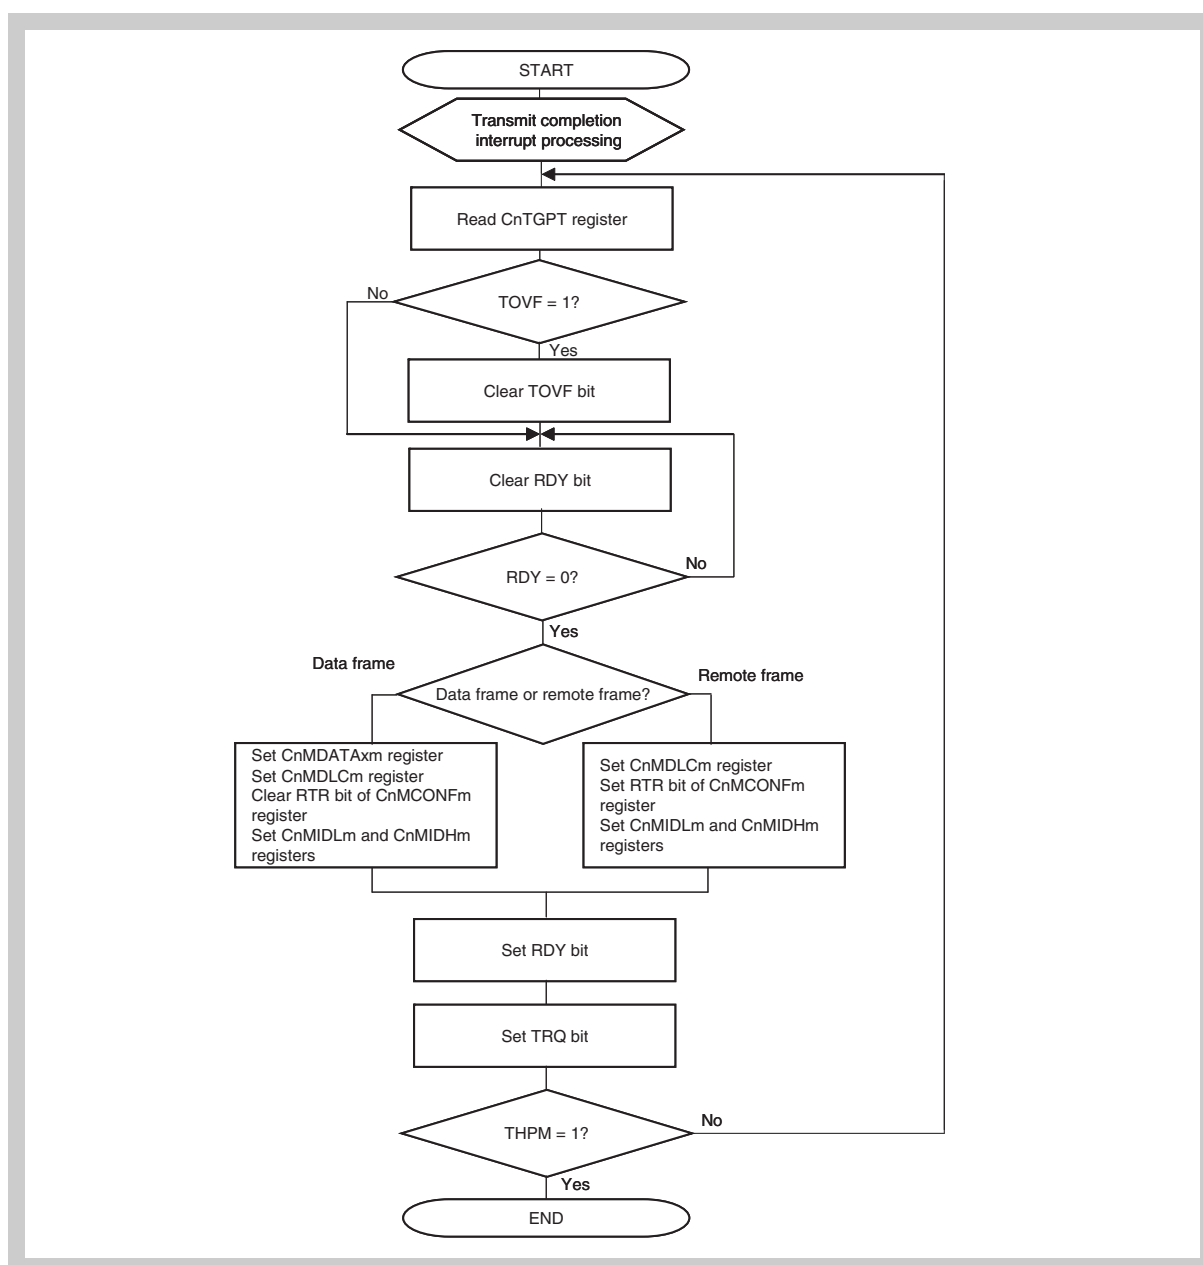 START
Transmit completion
interrupt processing
Read CnTGPT register
TOVF = 1?
No
Yes
Clear TOVF bit
Clear RDY bit
RDY = 0?
No
Yes
Data frame
Data frame or remote frame?
Remote frame
Set CnMDATAxm register
Set CnMDLCm register
Clear RTR bit of CnMCONFm
register
Set CnMIDLm and CnMIDHm
registers
Set CnMDLCm register
Set RTR bit of CnMCONFm
register
Set CnMIDLm and CnMIDHm
registers
Set RDY bit
Set TRQ bit
THPM = 1?
No
Yes
END